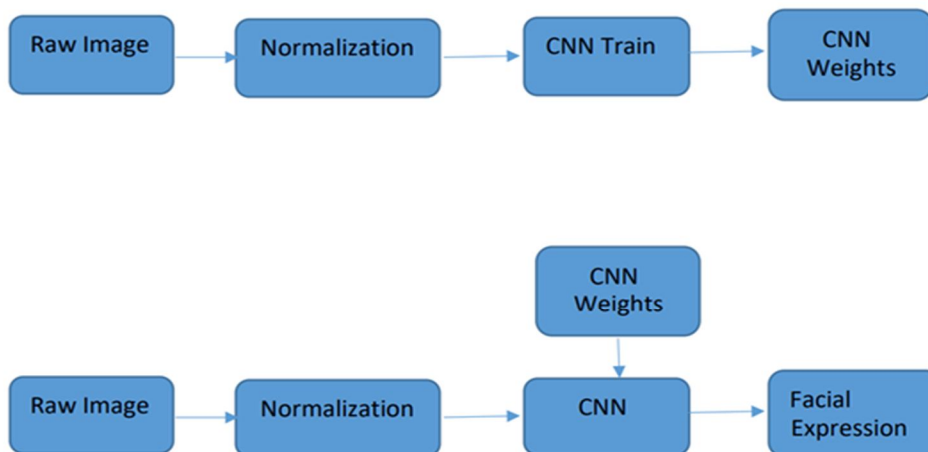 Raw Image
Normalization
CNN Train
CNN
Weights
CNN
Weights
Raw Image
Normalization
CNN
Facial
Expression